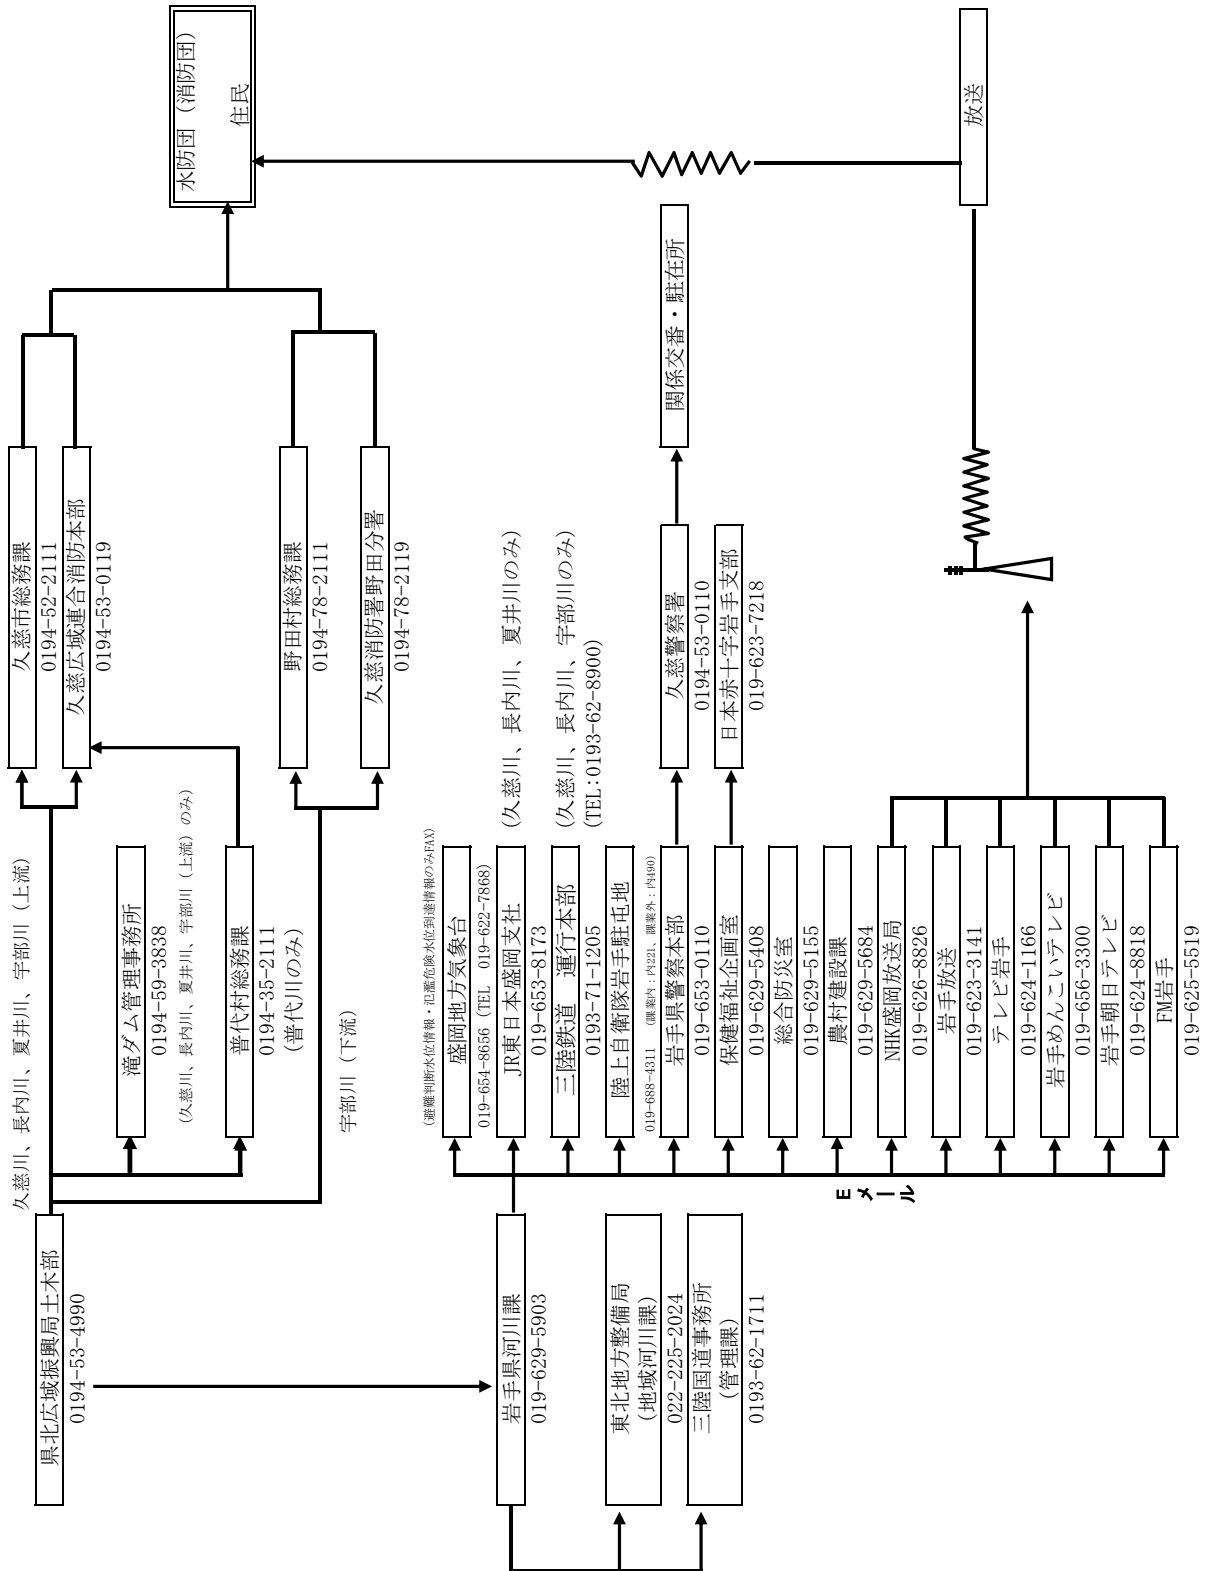 県北広域振興局土木部
0194-53-4990
久慈川、長内川、夏井川、宇部川（上流）
久慈市総務課
0194-52-2111
久慈広域連合消防本部
0194-53-0119
滝ダム管理事務所
0194-59-3838
（久慈川、長内川、夏井川、宇部川（上流）のみ）
普代村総務課
0194-35-2111
（普代川のみ）
宇部川（下流）
野田村総務課
0194-78-2111
久慈消防署野田分署
0194-78-2119
水防団（消防団）
住民
岩手県河川課
019-629-5903
東北地方整備局
（地域河川課）
022-225-2024
三陸国道事務所
（管理課）
0193-62-1711
Eメール
（避難判断水位情報・氾濫危険水位到達情報のみFAX）
盛岡地方気象台
019-654-8656（TEL 019-622-7868）
JR東日本盛岡支社
019-653-8173
（久慈川、長内川、夏井川のみ）
三陸鉄道　運行本部
0193-71-1205
（久慈川、長内川、宇部川のみ）
（TEL:0193-62-8900）
陸上自衛隊岩手駐屯地
019-688-4311（課業内：内221、課業外：内490）
岩手県警察本部
019-653-0110
久慈警察署
0194-53-0110
関係交番・駐在所
保健福祉企画室
019-629-5408
日本赤十字岩手支部
019-623-7218
総合防災室
019-629-5155
農村建設課
019-629-5684
NHK盛岡放送局
019-626-8826
岩手放送
019-623-3141
テレビ岩手
019-624-1166
岩手めんこいテレビ
019-656-3300
岩手朝日テレビ
019-624-8818
FM岩手
019-625-5519
放送